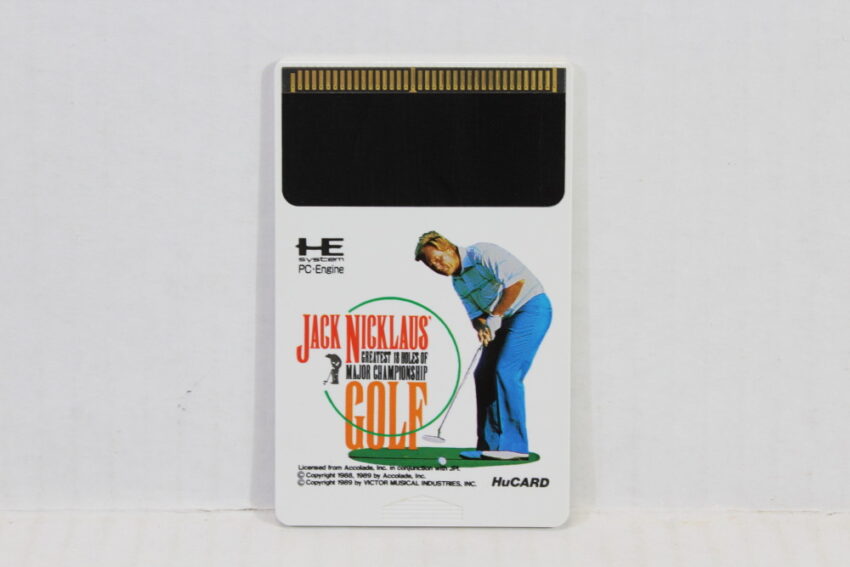 HE
system
PC·Engine
JACK NICKLAUS'
GREATEST 18 HOLES OF
MAJOR CHAMPIONSHIP
GOLF
Licensed from Accolade, Inc. in conjunction with JPI.
© Copyright 1988, 1989 by Accolade, Inc.
© Copyright 1989 by VICTOR MUSICAL INDUSTRIES, INC.
HuCARD